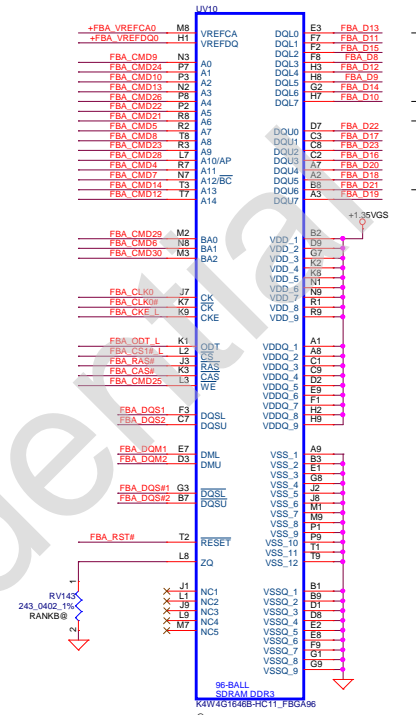 UV10
+FBA_VREFCA0 M8 VREFCA
+FBA_VREFDQ0 H1 VREFDQ
FBA_CMD9 N3 A0
FBA_CMD24 P7 A1
FBA_CMD10 P3 A2
FBA_CMD13 N2 A3
FBA_CMD26 P8 A4
FBA_CMD22 P2 A5
FBA_CMD21 R8 A6
FBA_CMD5 R2 A7
FBA_CMD8 T8 A8
FBA_CMD23 R3 A9
FBA_CMD28 L7 A10/AP
FBA_CMD4 R7 A11
FBA_CMD7 N7 A12/BC
FBA_CMD14 T3 A13
FBA_CMD12 T7 A14
FBA_CMD29 M2 BA0
FBA_CMD6 N8 BA1
FBA_CMD30 M3 BA2
FBA_CLK0 J7 CK
FBA_CLK0# K7 CK
FBA_CKE_L K9 CKE
FBA_ODT_L K1 ODT
FBA_CS1#_L L2 CS
FBA_RAS# J3 RAS
FBA_CAS# K3 CAS
FBA_CMD25 L3 WE
FBA_DQS1 F3 DQSL
FBA_DQS2 C7 DQSU
FBA_DQM1 E7 DML
FBA_DQM2 D3 DMU
FBA_DQS#1 G3 DQSL
FBA_DQS#2 B7 DQSU
FBA_RST# T2 RESET
L8 ZQ
1
RV143
243_0402_1%
RANKB@
2
J1 NC1
L1 NC2
J9 NC3
L9 NC4
M7 NC5
DQL0 E3 FBA_D13
DQL1 F7 FBA_D11
DQL2 F2 FBA_D15
DQL3 F8 FBA_D8
DQL4 H3 FBA_D12
DQL5 H8 FBA_D9
DQL6 G2 FBA_D14
DQL7 H7 FBA_D10
DQU0 D7 FBA_D22
DQU1 C3 FBA_D17
DQU2 C8 FBA_D23
DQU3 C2 FBA_D16
DQU4 A7 FBA_D20
DQU5 A2 FBA_D18
DQU6 B8 FBA_D21
DQU7 A3 FBA_D19
+1.35VGS
VDD_1 B2
VDD_2 D9
VDD_3 G7
VDD_4 K2
VDD_5 K8
VDD_6 N1
VDD_7 N9
VDD_8 R1
VDD_9 R9
VDDQ_1 A1
VDDQ_2 A8
VDDQ_3 C1
VDDQ_4 C9
VDDQ_5 D2
VDDQ_6 E9
VDDQ_7 F1
VDDQ_8 H2
VDDQ_9 H9
VSS_1 A9
VSS_2 B3
VSS_3 E1
VSS_4 G8
VSS_5 J2
VSS_6 J8
VSS_7 M1
VSS_8 M9
VSS_9 P1
VSS_10 P9
VSS_11 T1
VSS_12 T9
VSSQ_1 B1
VSSQ_2 B9
VSSQ_3 D1
VSSQ_4 D8
VSSQ_5 E2
VSSQ_6 E8
VSSQ_7 F9
VSSQ_8 G1
VSSQ_9 G9
96-BALL
SDRAM DDR3
K4W4G1646B-HC11_FBGA96
dential